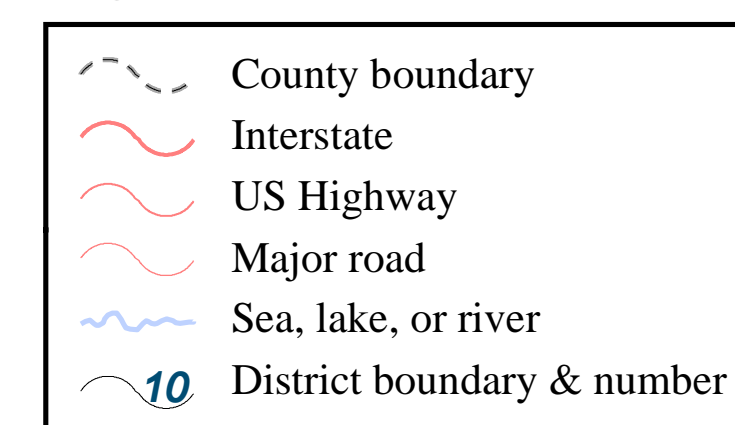 County boundary
Interstate
US Highway
Major road
Sea, lake, or river
10 District boundary & number